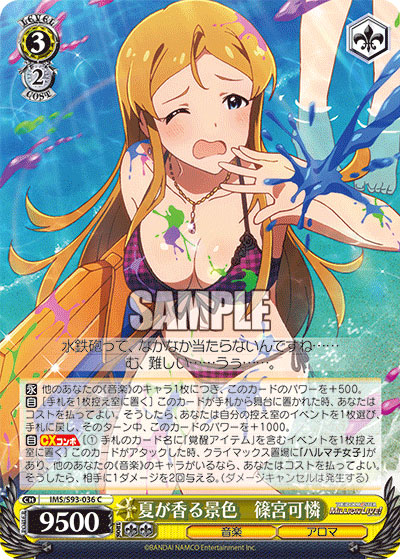 LEVEL
3
2
COST
SAMPLE
水鉄砲って、なかなか当たらないんですね……
む、難しい……うぅ……。
永 他のあなたの《音楽》のキャラ1枚につき、このカードのパワーを＋500。
自［手札を1枚控え室に置く］このカードが手札から舞台に置かれた時、あなたは
コストを払ってよい。そうしたら、あなたは自分の控え室のイベントを1枚選び、手
札に戻し、そのターン中、このカードのパワーを＋1000。
自 CXコンボ［① 手札のカード名に「覚醒アイテム」を含むイベントを1枚控え
室に置く］このカードがアタックした時、クライマックス置場に「ハルマチ女子」が
あり、他のあなたの《音楽》のキャラがいるなら、あなたはコストを払ってよい。
そうしたら、相手に1ダメージを2回与える。（ダメージキャンセルは発生する）
CH
IMS/S93-036 C
9500
夏が香る景色 篠宮可憐
音楽
アロマ
THE IDOLM@STER
MILLION LIVE!
©BANDAI NAMCO Entertainment Inc.